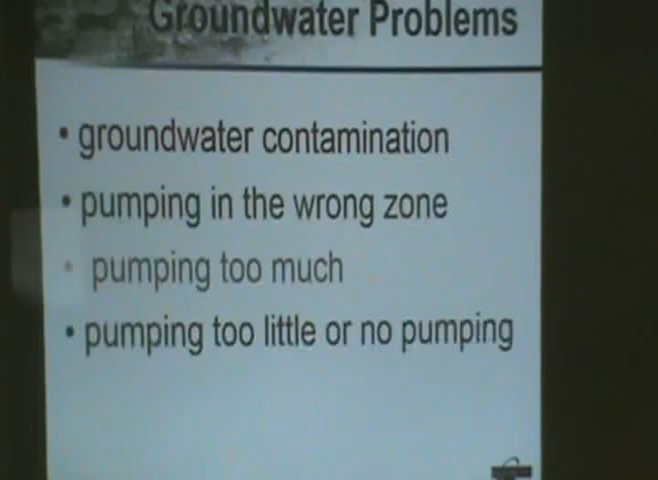 Groundwater Problems
• groundwater contamination
• pumping in the wrong zone
• pumping too much
• pumping too little or no pumping